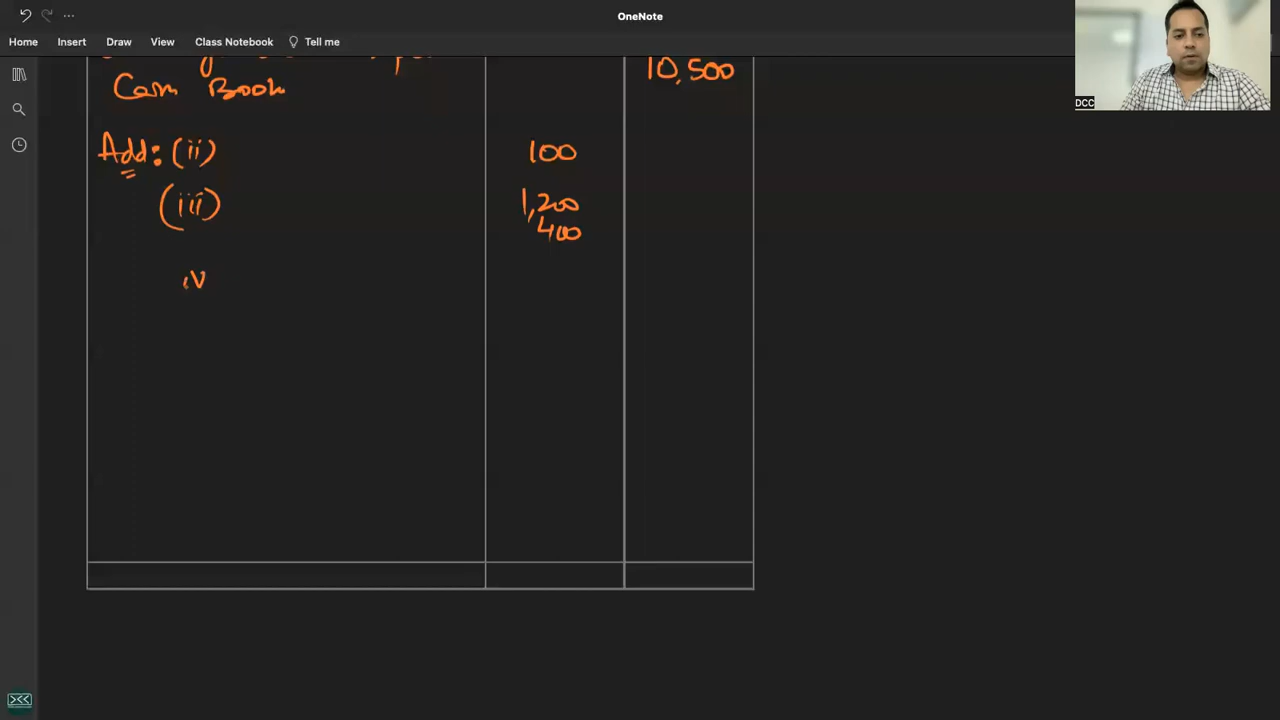 OneNote
Home Insert Draw View Class Notebook Tell me
10,500
Cash Book
Add: (ii) 100
(iii) 1,200
400
iv
DCC